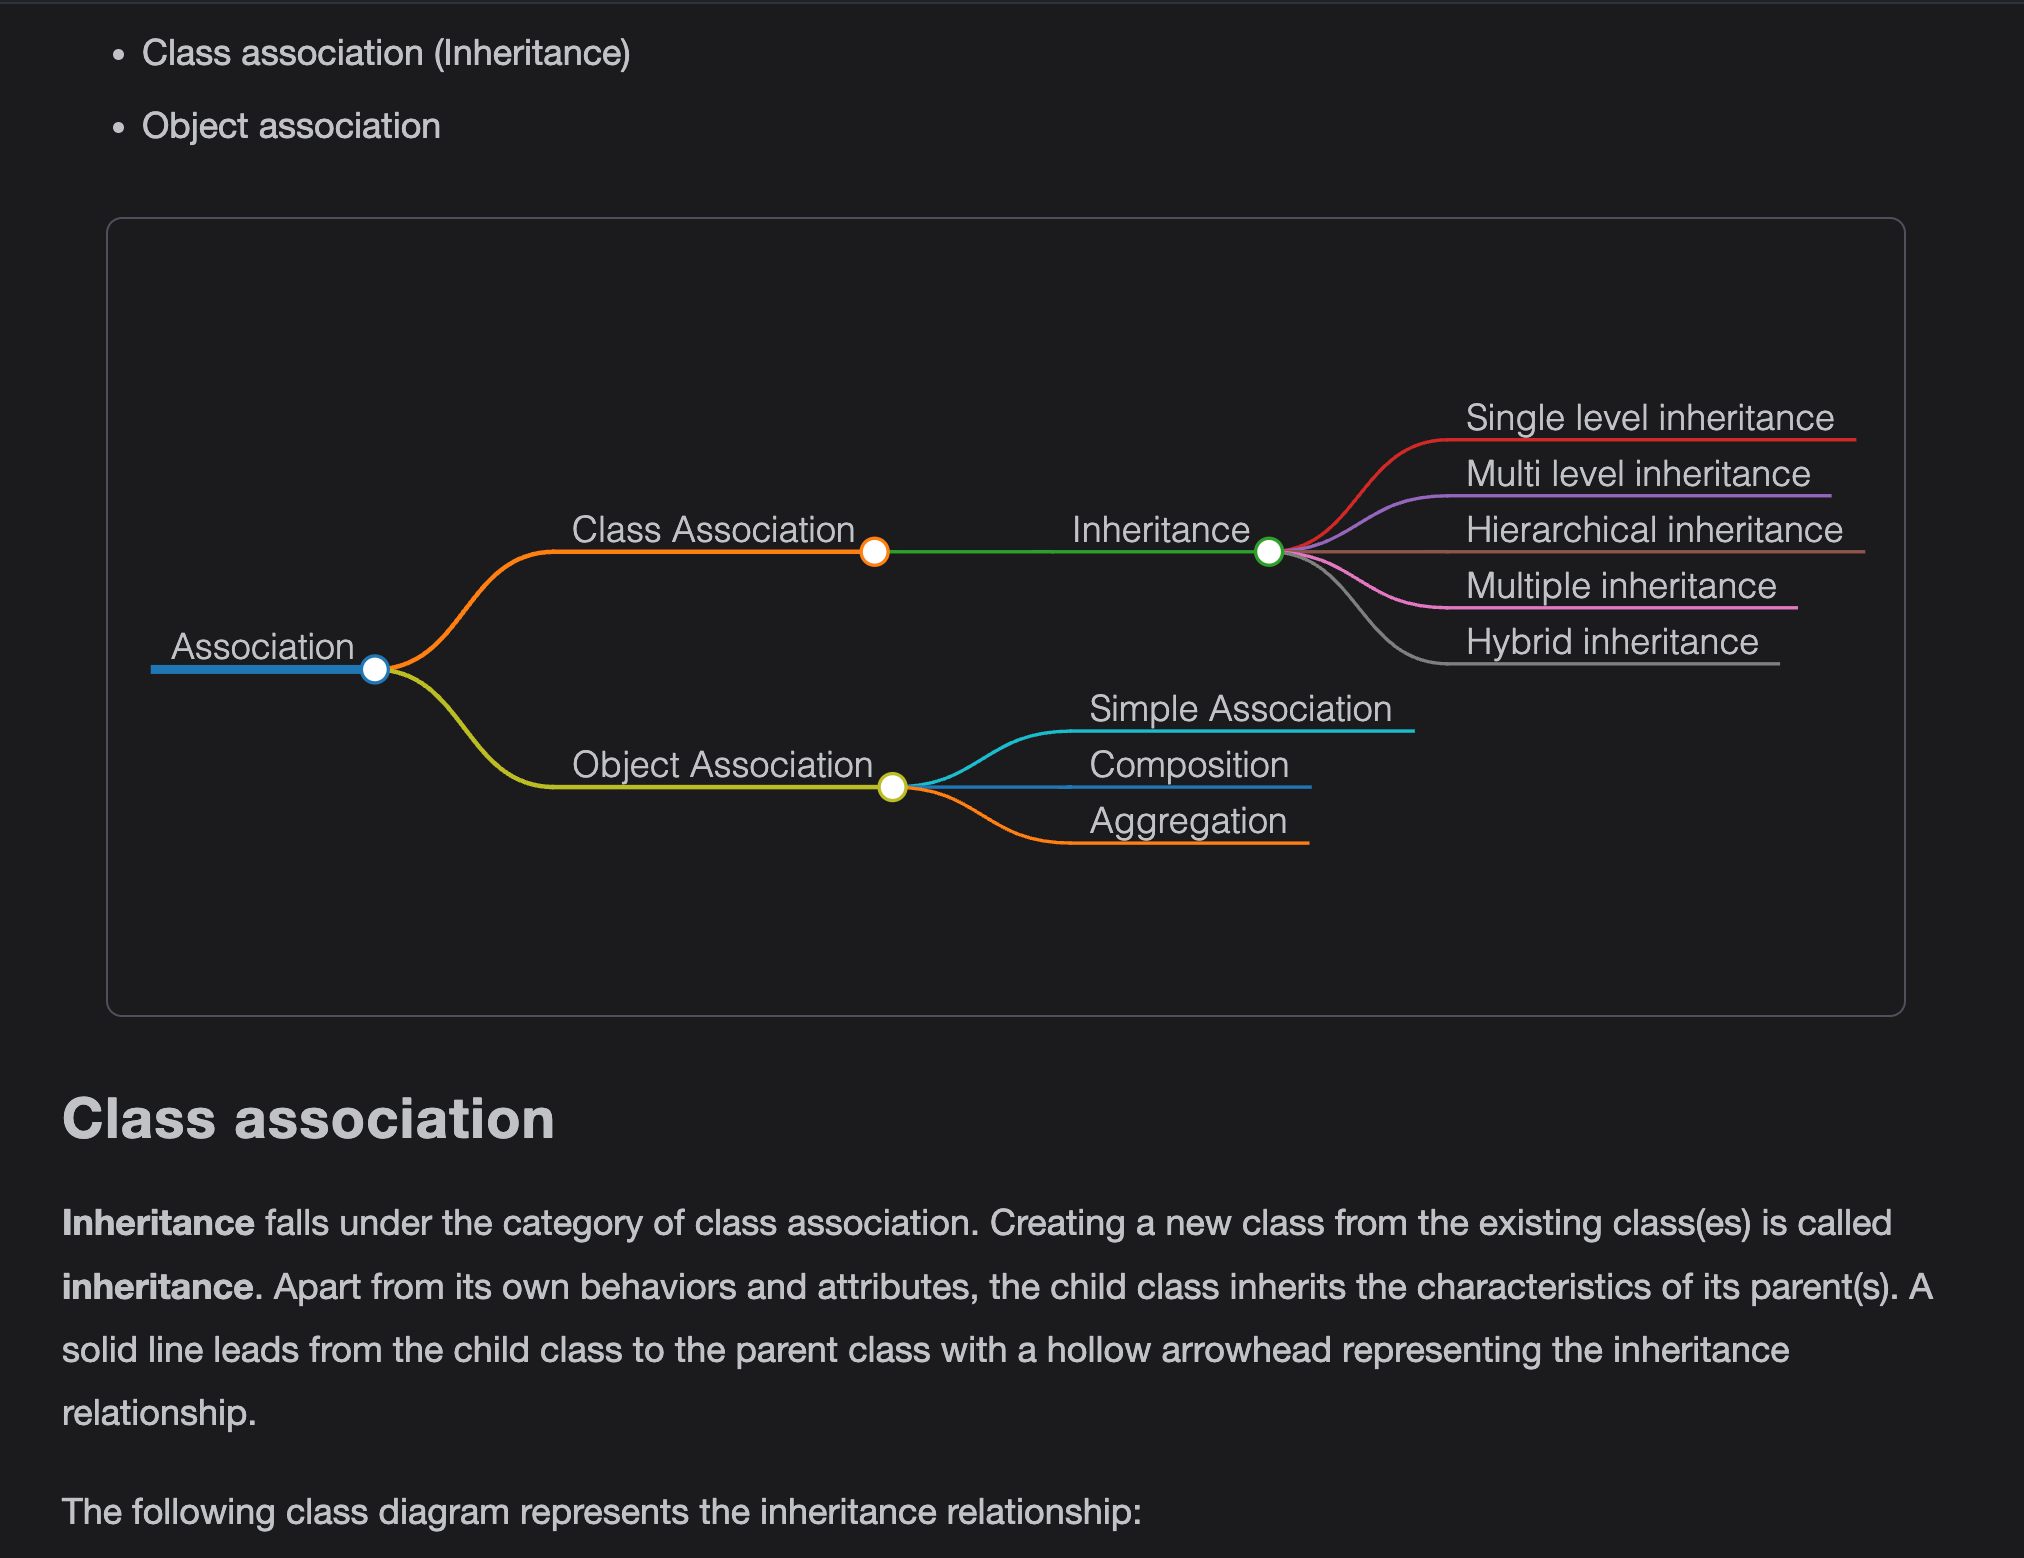 • Class association (Inheritance)
• Object association
Single level inheritance
Multi level inheritance
Class Association
Inheritance
Hierarchical inheritance
Multiple inheritance
Association
Hybrid inheritance
Simple Association
Object Association
Composition
Aggregation
Class association
Inheritance falls under the category of class association. Creating a new class from the existing class(es) is called
inheritance. Apart from its own behaviors and attributes, the child class inherits the characteristics of its parent(s). A
solid line leads from the child class to the parent class with a hollow arrowhead representing the inheritance
relationship.
The following class diagram represents the inheritance relationship: